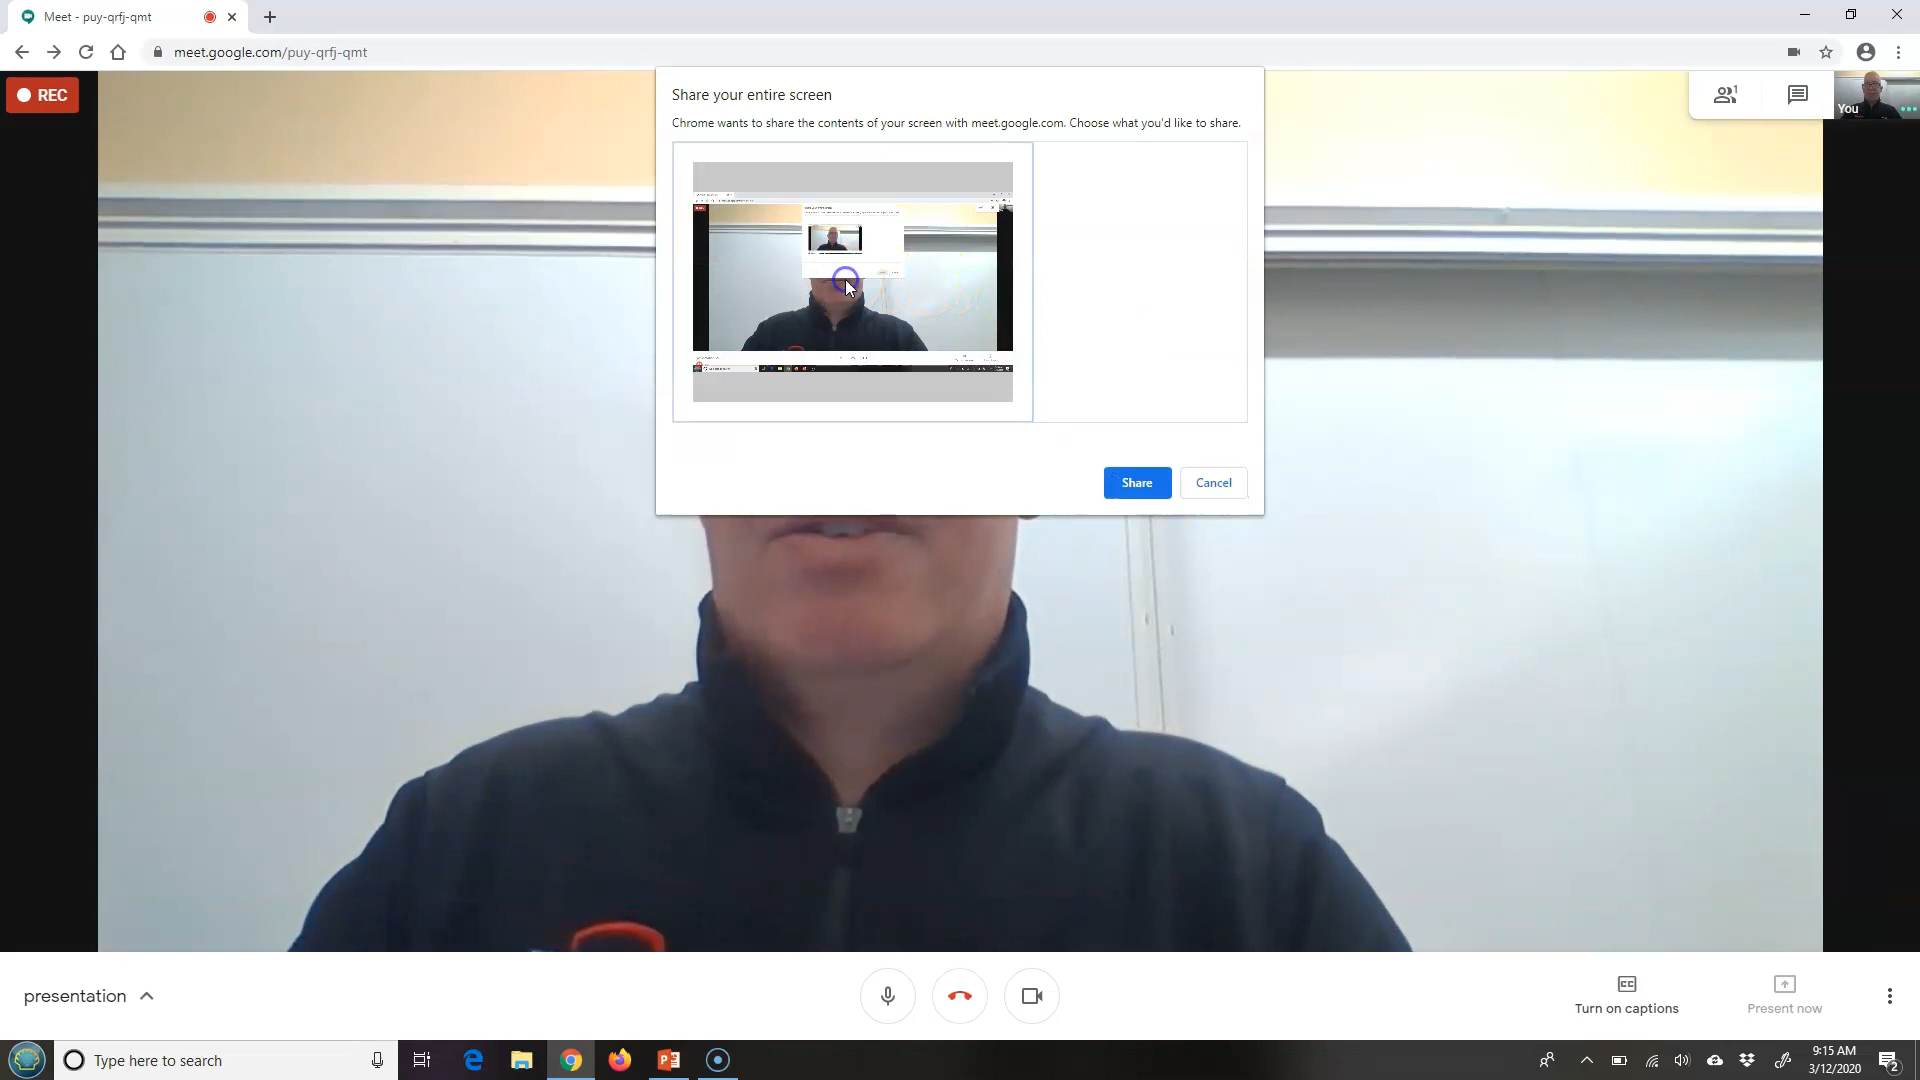 Meet - puy-qrfj-qmt
meet.google.com/puy-qrfj-qmt
REC
Share your entire screen
Chrome wants to share the contents of your screen with meet.google.com. Choose what you'd like to share.
1
You
Share
Cancel
presentation
Turn on captions
Present now
Type here to search
9:15 AM
3/12/2020
2